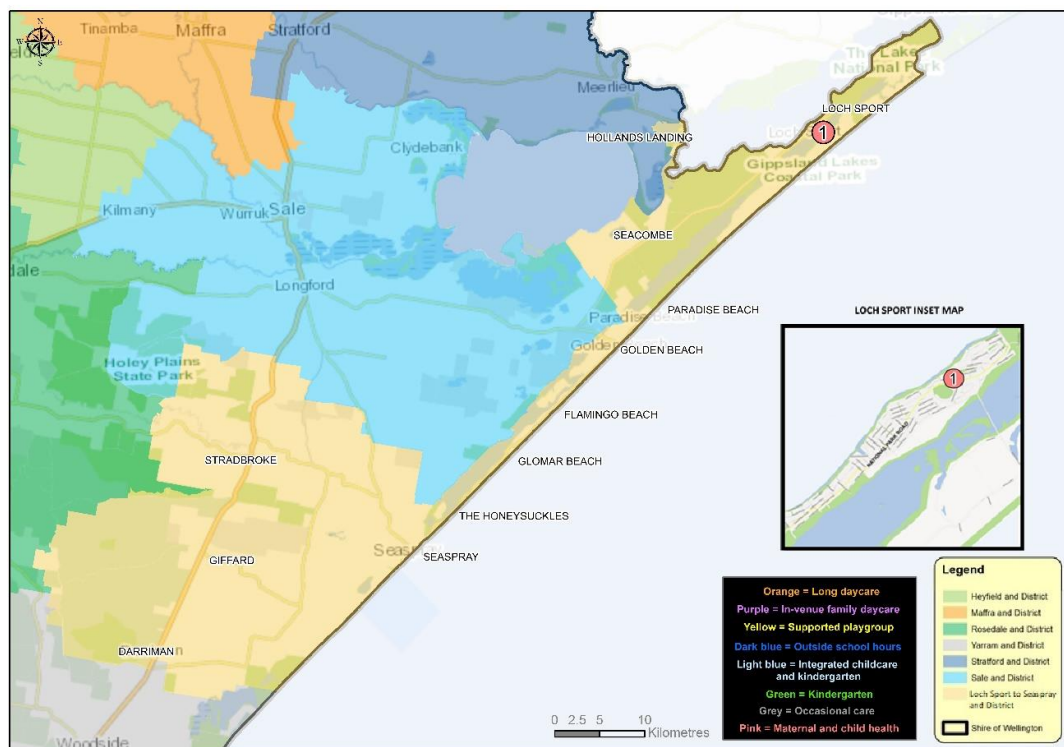 N
W
E
S
Tinamba
Maffra
Stratford
The Lakes
National Park
LOCH SPORT
Meerlieu
1
HOLLANDS LANDING
Loch Sport
Clydebank
Gippsland Lakes
Coastal Park
Kilmany
Wurruk
Sale
SEACOMBE
dale
Longford
PARADISE BEACH
Paradise Beach
LOCH SPORT INSET MAP
GOLDEN BEACH
Holey Plains
State Park
1
FLAMINGO BEACH
NATIONAL PARK ROAD
STRADBROKE
GLOMAR BEACH
THE HONEYSUCKLES
Seaspray
SEASPRAY
GIFFARD
DARRIMAN
Woodside
0 2.5 5 10
Kilometres
Orange = Long daycare
Purple = In-venue family daycare
Yellow = Supported playgroup
Dark blue = Outside school hours
Light blue = Integrated childcare
and kindergarten
Green = Kindergarten
Grey = Occasional care
Pink = Maternal and child health
Legend
Heyfield and District
Maffra and District
Rosedale and District
Yarram and District
Stratford and District
Sale and District
Loch Sport to Seaspray
and District
Shire of Wellington